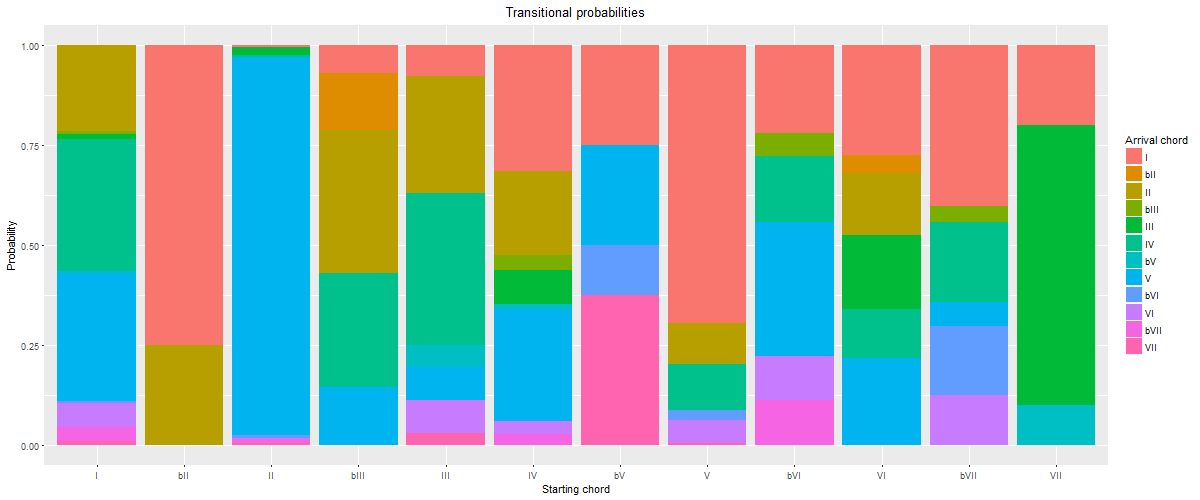 Transitional probabilities
Probability
1.00
0.75
0.50
0.25
0.00
I bII II bIII III IV bV V bVI VI bVII VII
Starting chord
Arrival chord
I
bII
II
bIII
III
IV
bV
V
bVI
VI
bVII
VII